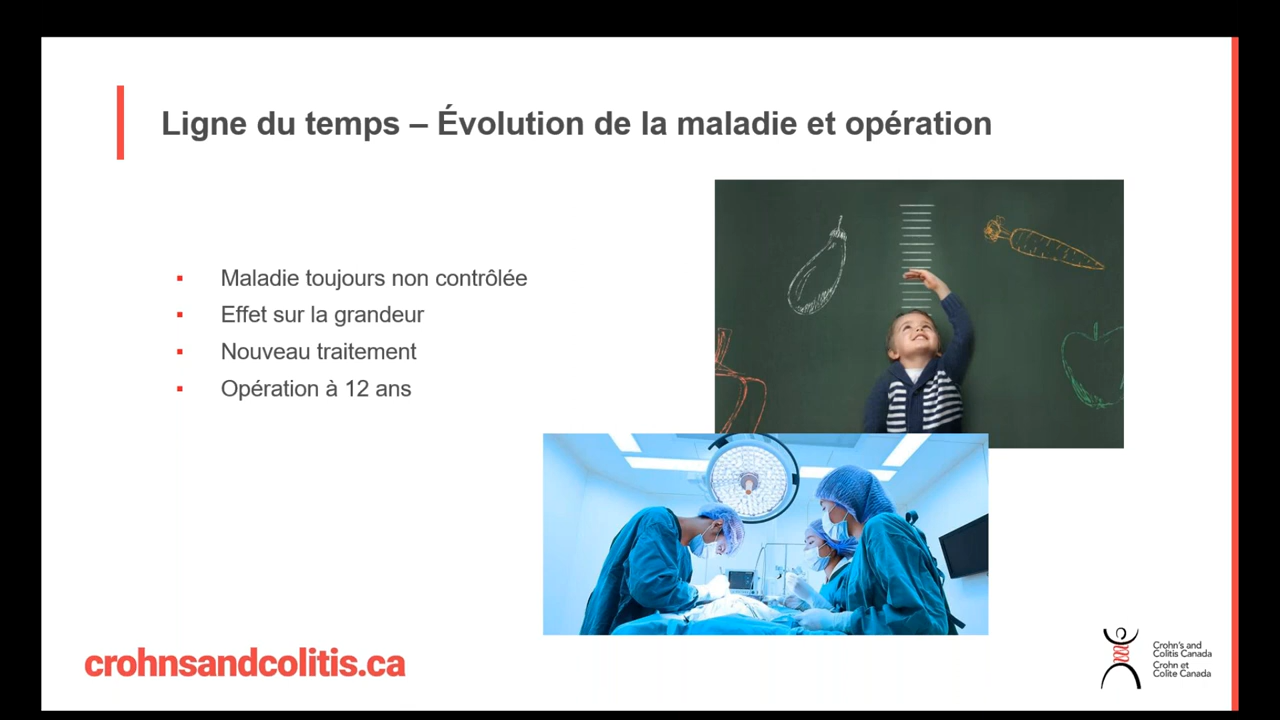 Ligne du temps – Évolution de la maladie et opération
▪ Maladie toujours non contrôlée
▪ Effet sur la grandeur
▪ Nouveau traitement
▪ Opération à 12 ans
crohnsandcolitis.ca
Crohn's and
Colitis Canada
Crohn et
Colite Canada